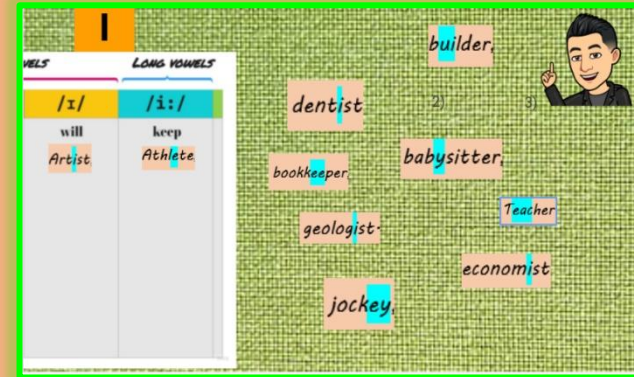 I
VELS
LONG VOWELS
/ɪ/
/i:/
will
keep
Artist.
Athlete.
builder.
dentist
2)
3)
bookkeeper.
babysitter.
Teacher
geologist.
economist
jockey.